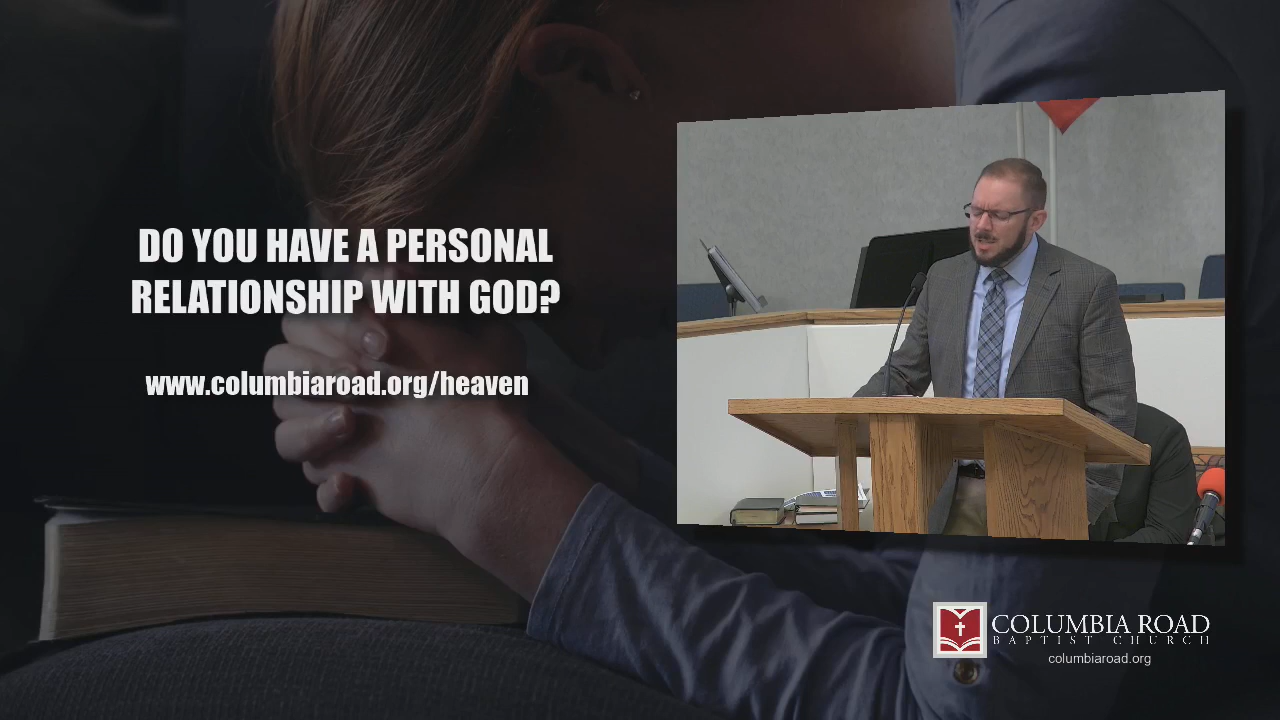 DO YOU HAVE A PERSONAL
RELATIONSHIP WITH GOD?
www.columbiaroad.org/heaven
COLUMBIA ROAD
BAPTIST CHURCH
columbiaroad.org